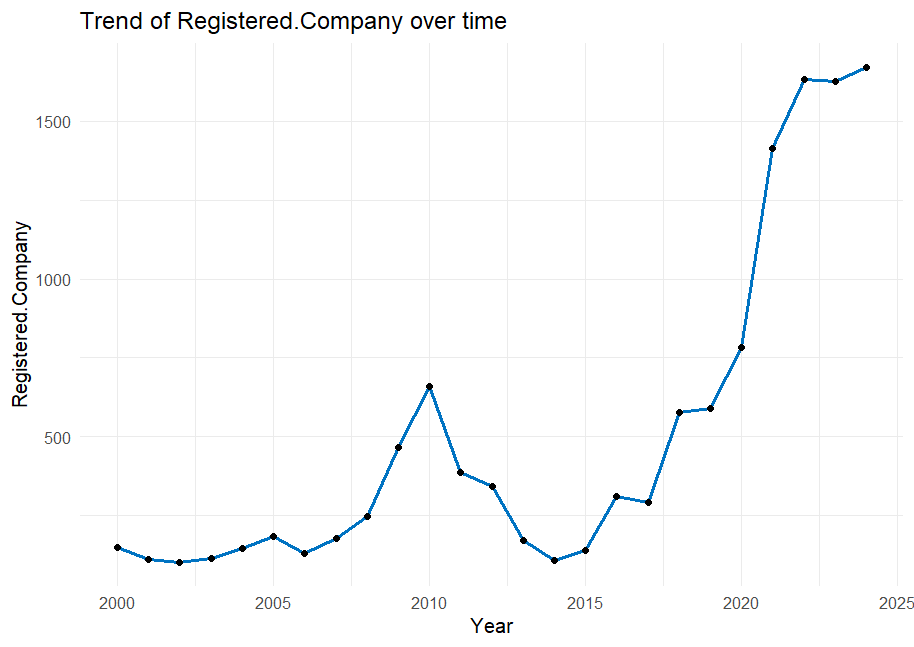 Trend of Registered.Company over time
1500
1000
500
Registered.Company
2000 2005 2010 2015 2020 2025
Year